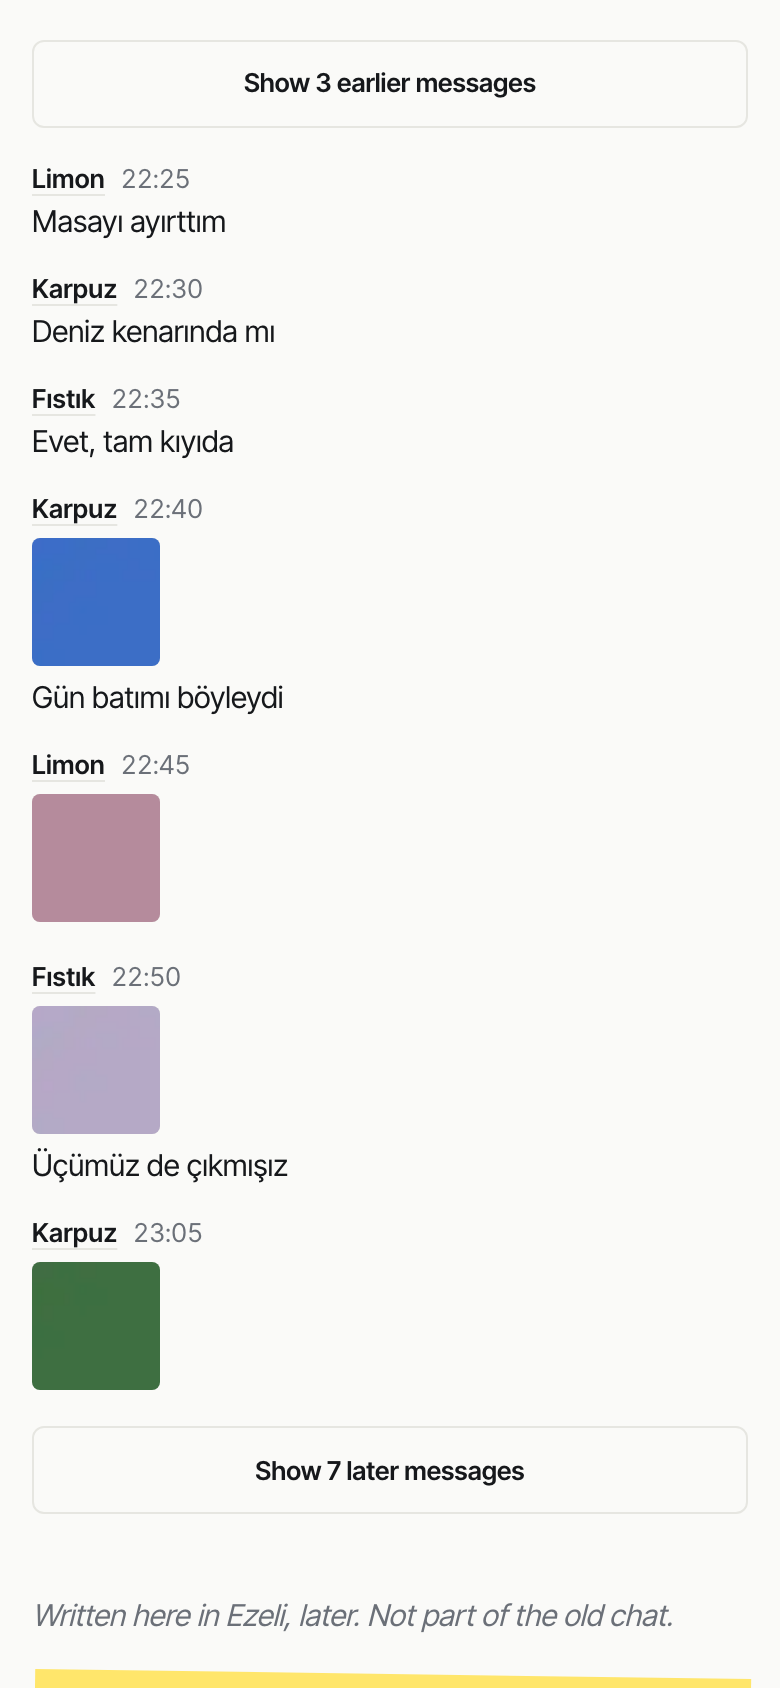 Show 3 earlier messages
Limon 22:25
Masayı ayırttım
Karpuz 22:30
Deniz kenarında mı
Fıstık 22:35
Evet, tam kıyıda
Karpuz 22:40
Gün batımı böyleydi
Limon 22:45
Fıstık 22:50
Üçümüz de çıkmışız
Karpuz 23:05
Show 7 later messages
Written here in Ezeli, later. Not part of the old chat.